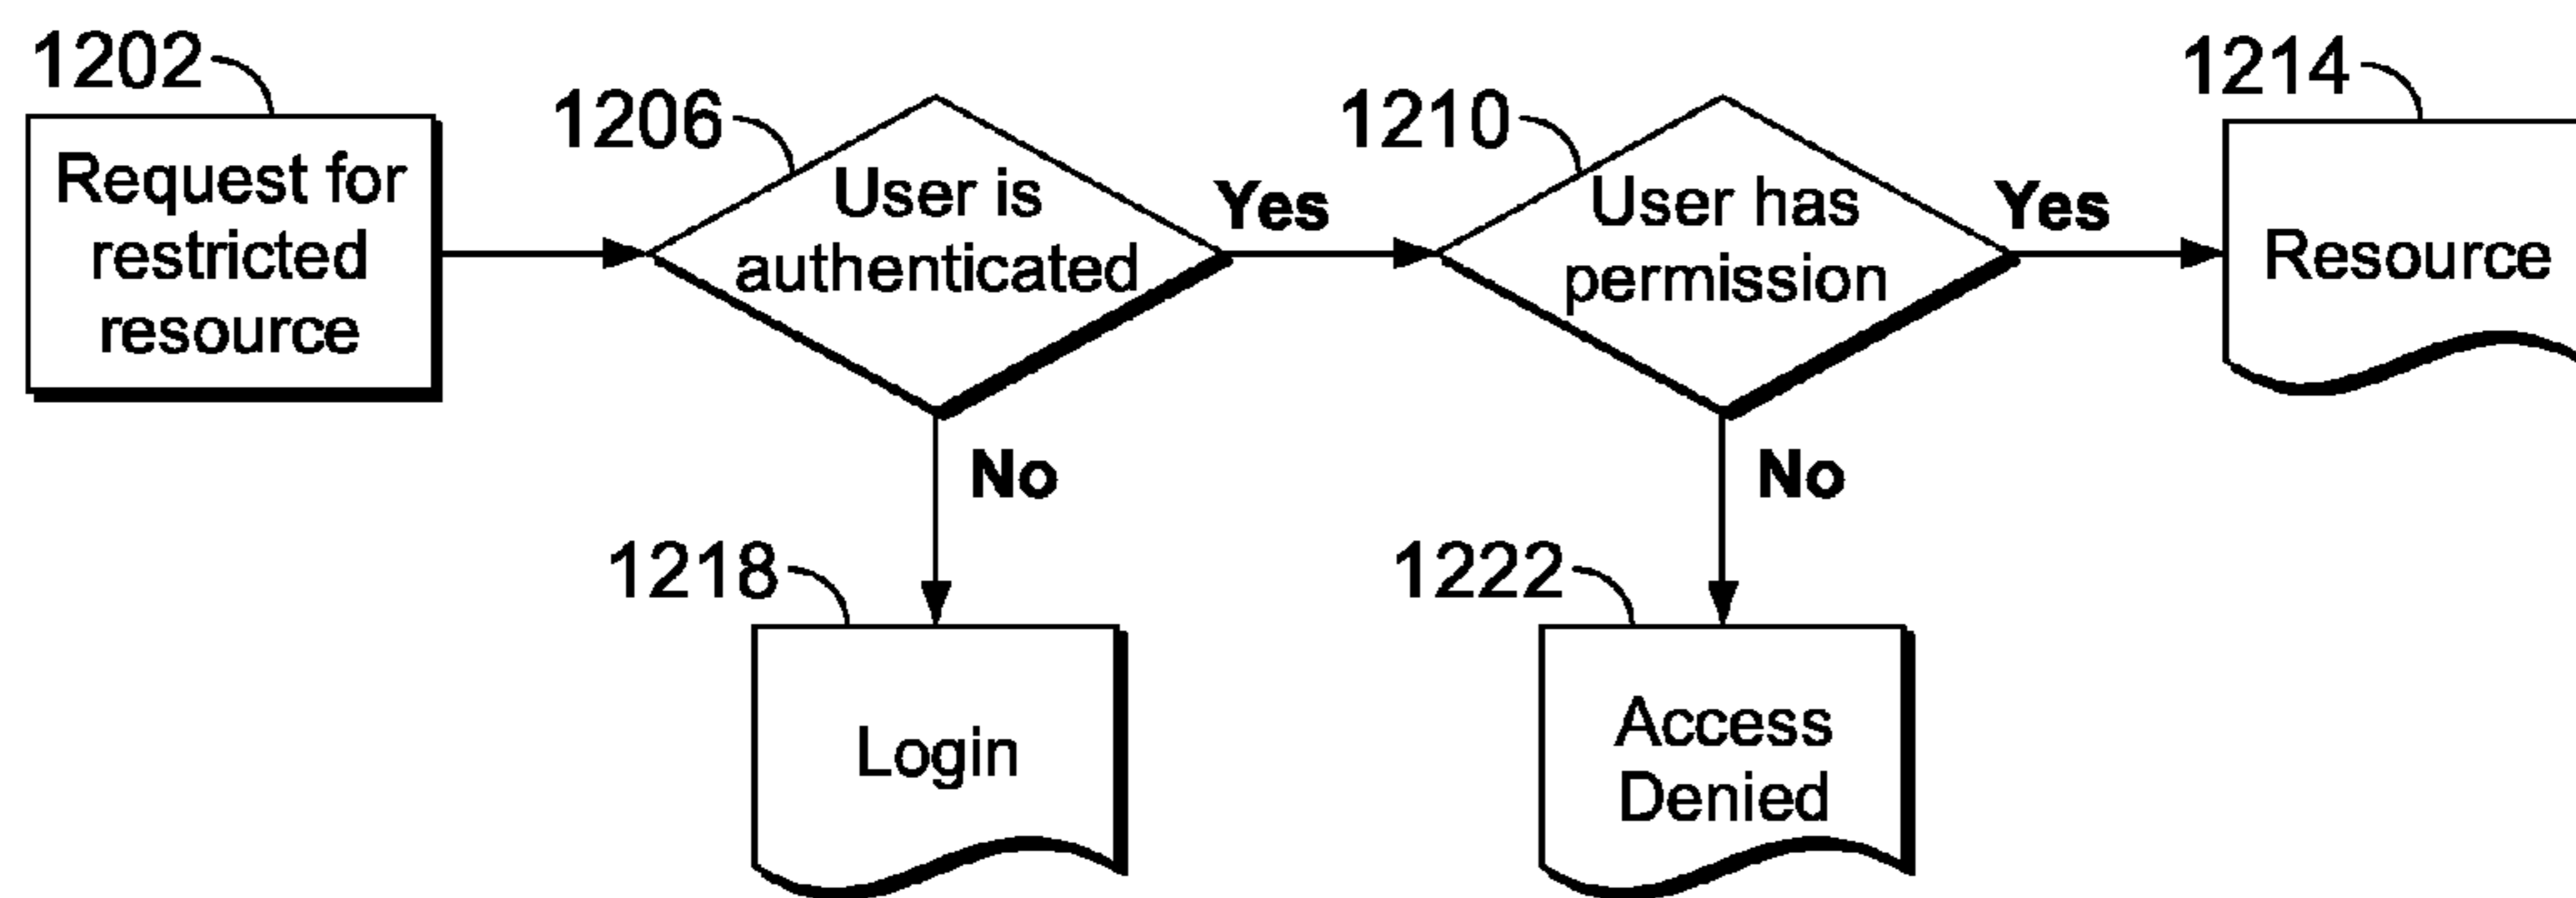 1202
Request for
restricted
resource
1206
User is
authenticated
Yes
1210
User has
permission
Yes
1214
Resource
No
1218
Login
No
1222
Access
Denied